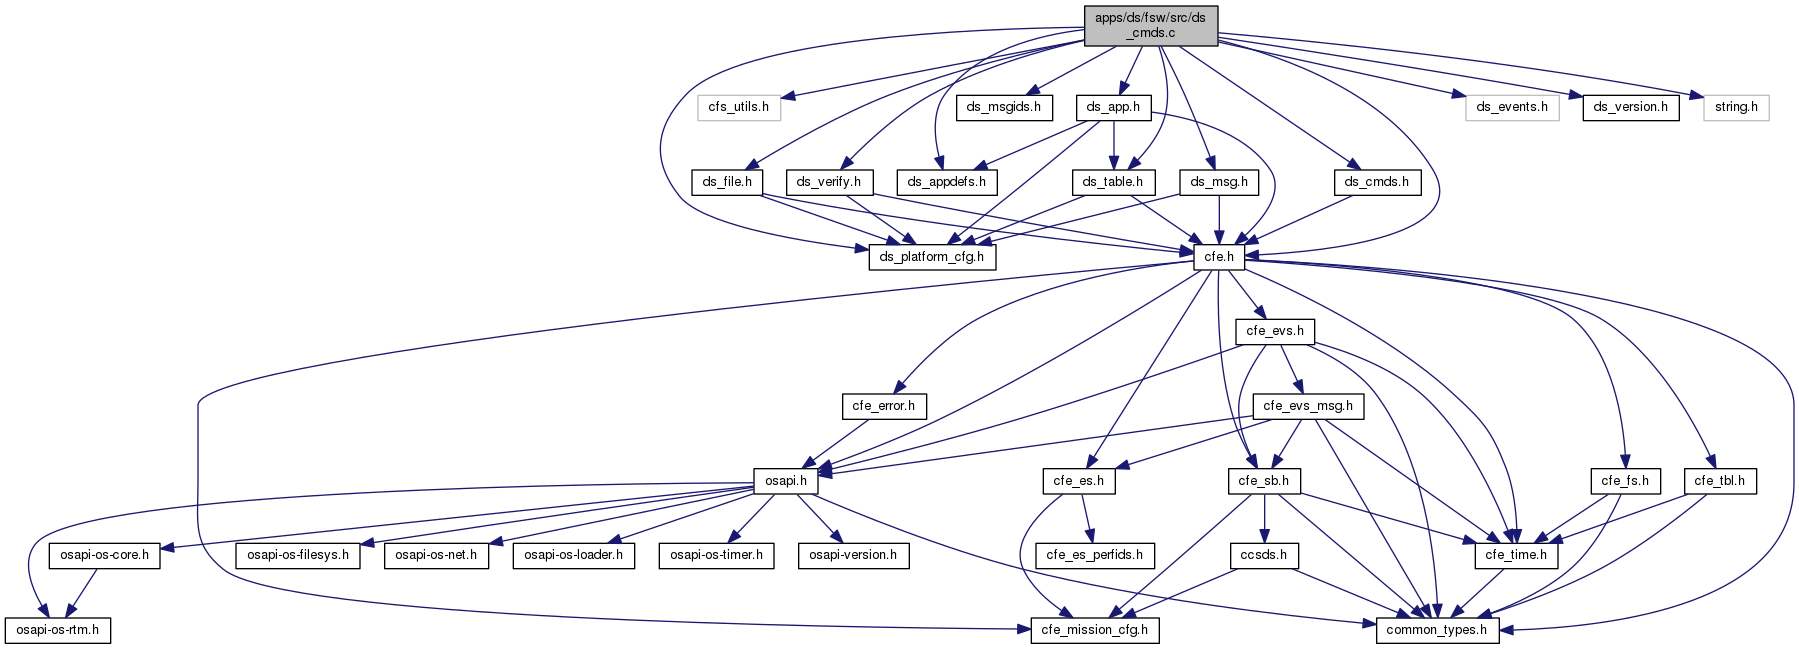 apps/ds/fsw/src/ds
_cmds.c
cfs_utils.h
ds_msgids.h
ds_app.h
ds_events.h
ds_version.h
string.h
ds_file.h
ds_verify.h
ds_appdefs.h
ds_table.h
ds_msg.h
ds_cmds.h
ds_platform_cfg.h
cfe.h
cfe_evs.h
cfe_error.h
cfe_evs_msg.h
osapi.h
cfe_es.h
cfe_sb.h
cfe_fs.h
cfe_tbl.h
osapi-os-core.h
osapi-os-filesys.h
osapi-os-net.h
osapi-os-loader.h
osapi-os-timer.h
osapi-version.h
cfe_es_perfids.h
ccsds.h
cfe_time.h
osapi-os-rtm.h
cfe_mission_cfg.h
common_types.h